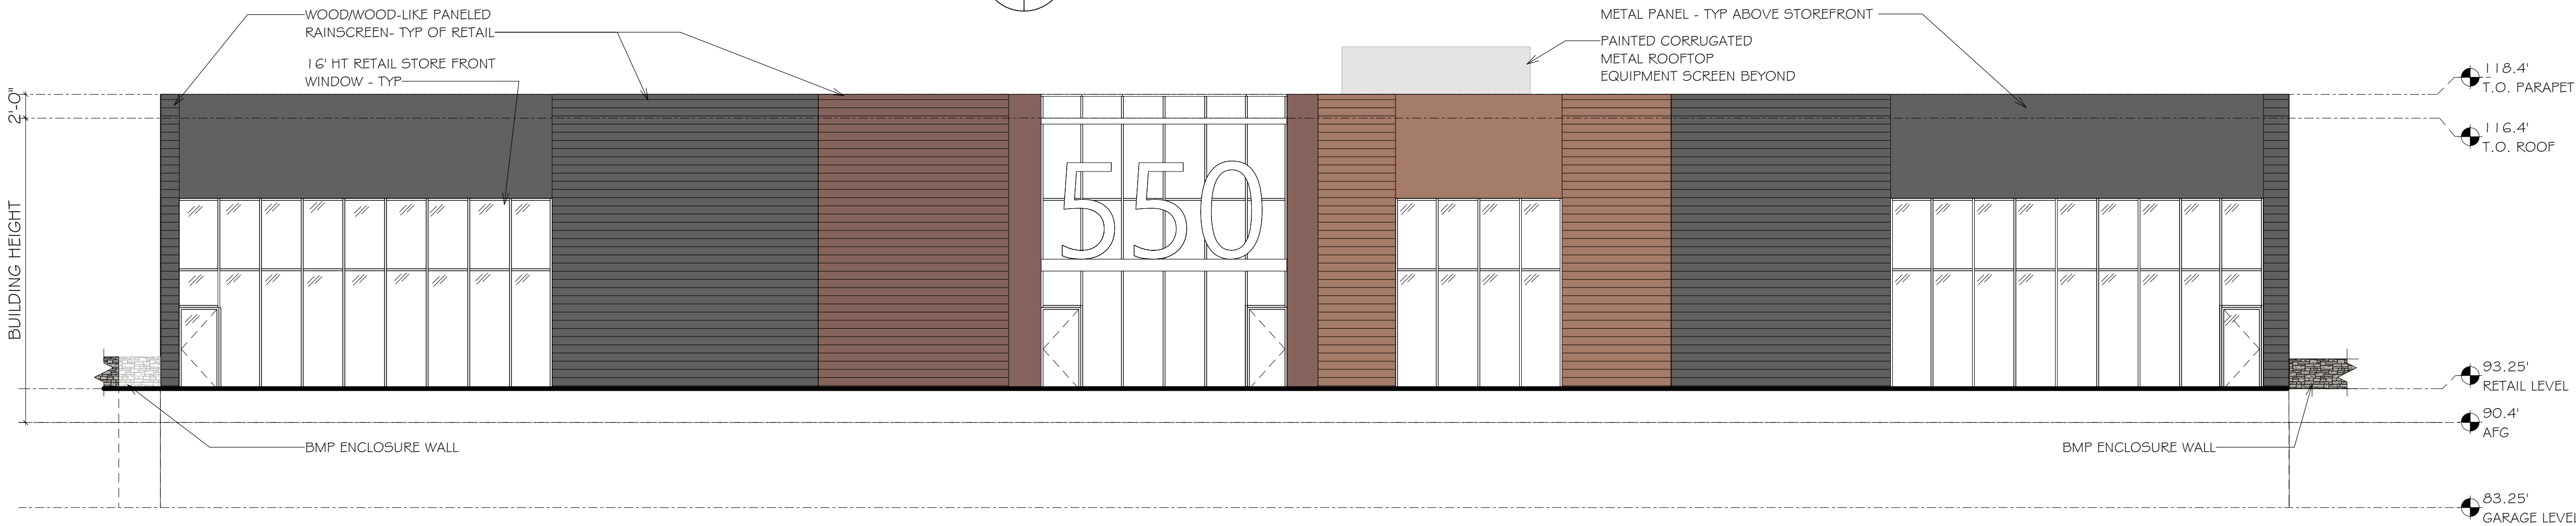 WOOD/WOOD-LIKE PANELED
RAINSCREEN- TYP OF RETAIL
16' HT RETAIL STORE FRONT
WINDOW - TYP
METAL PANEL - TYP ABOVE STOREFRONT
PAINTED CORRUGATED
METAL ROOFTOP
EQUIPMENT SCREEN BEYOND
118.4'
T.O. PARAPET
116.4'
T.O. ROOF
2'-0"
BUILDING HEIGHT
550
93.25'
RETAIL LEVEL
90.4'
AFG
BMP ENCLOSURE WALL
BMP ENCLOSURE WALL
83.25'
GARAGE LEVEL